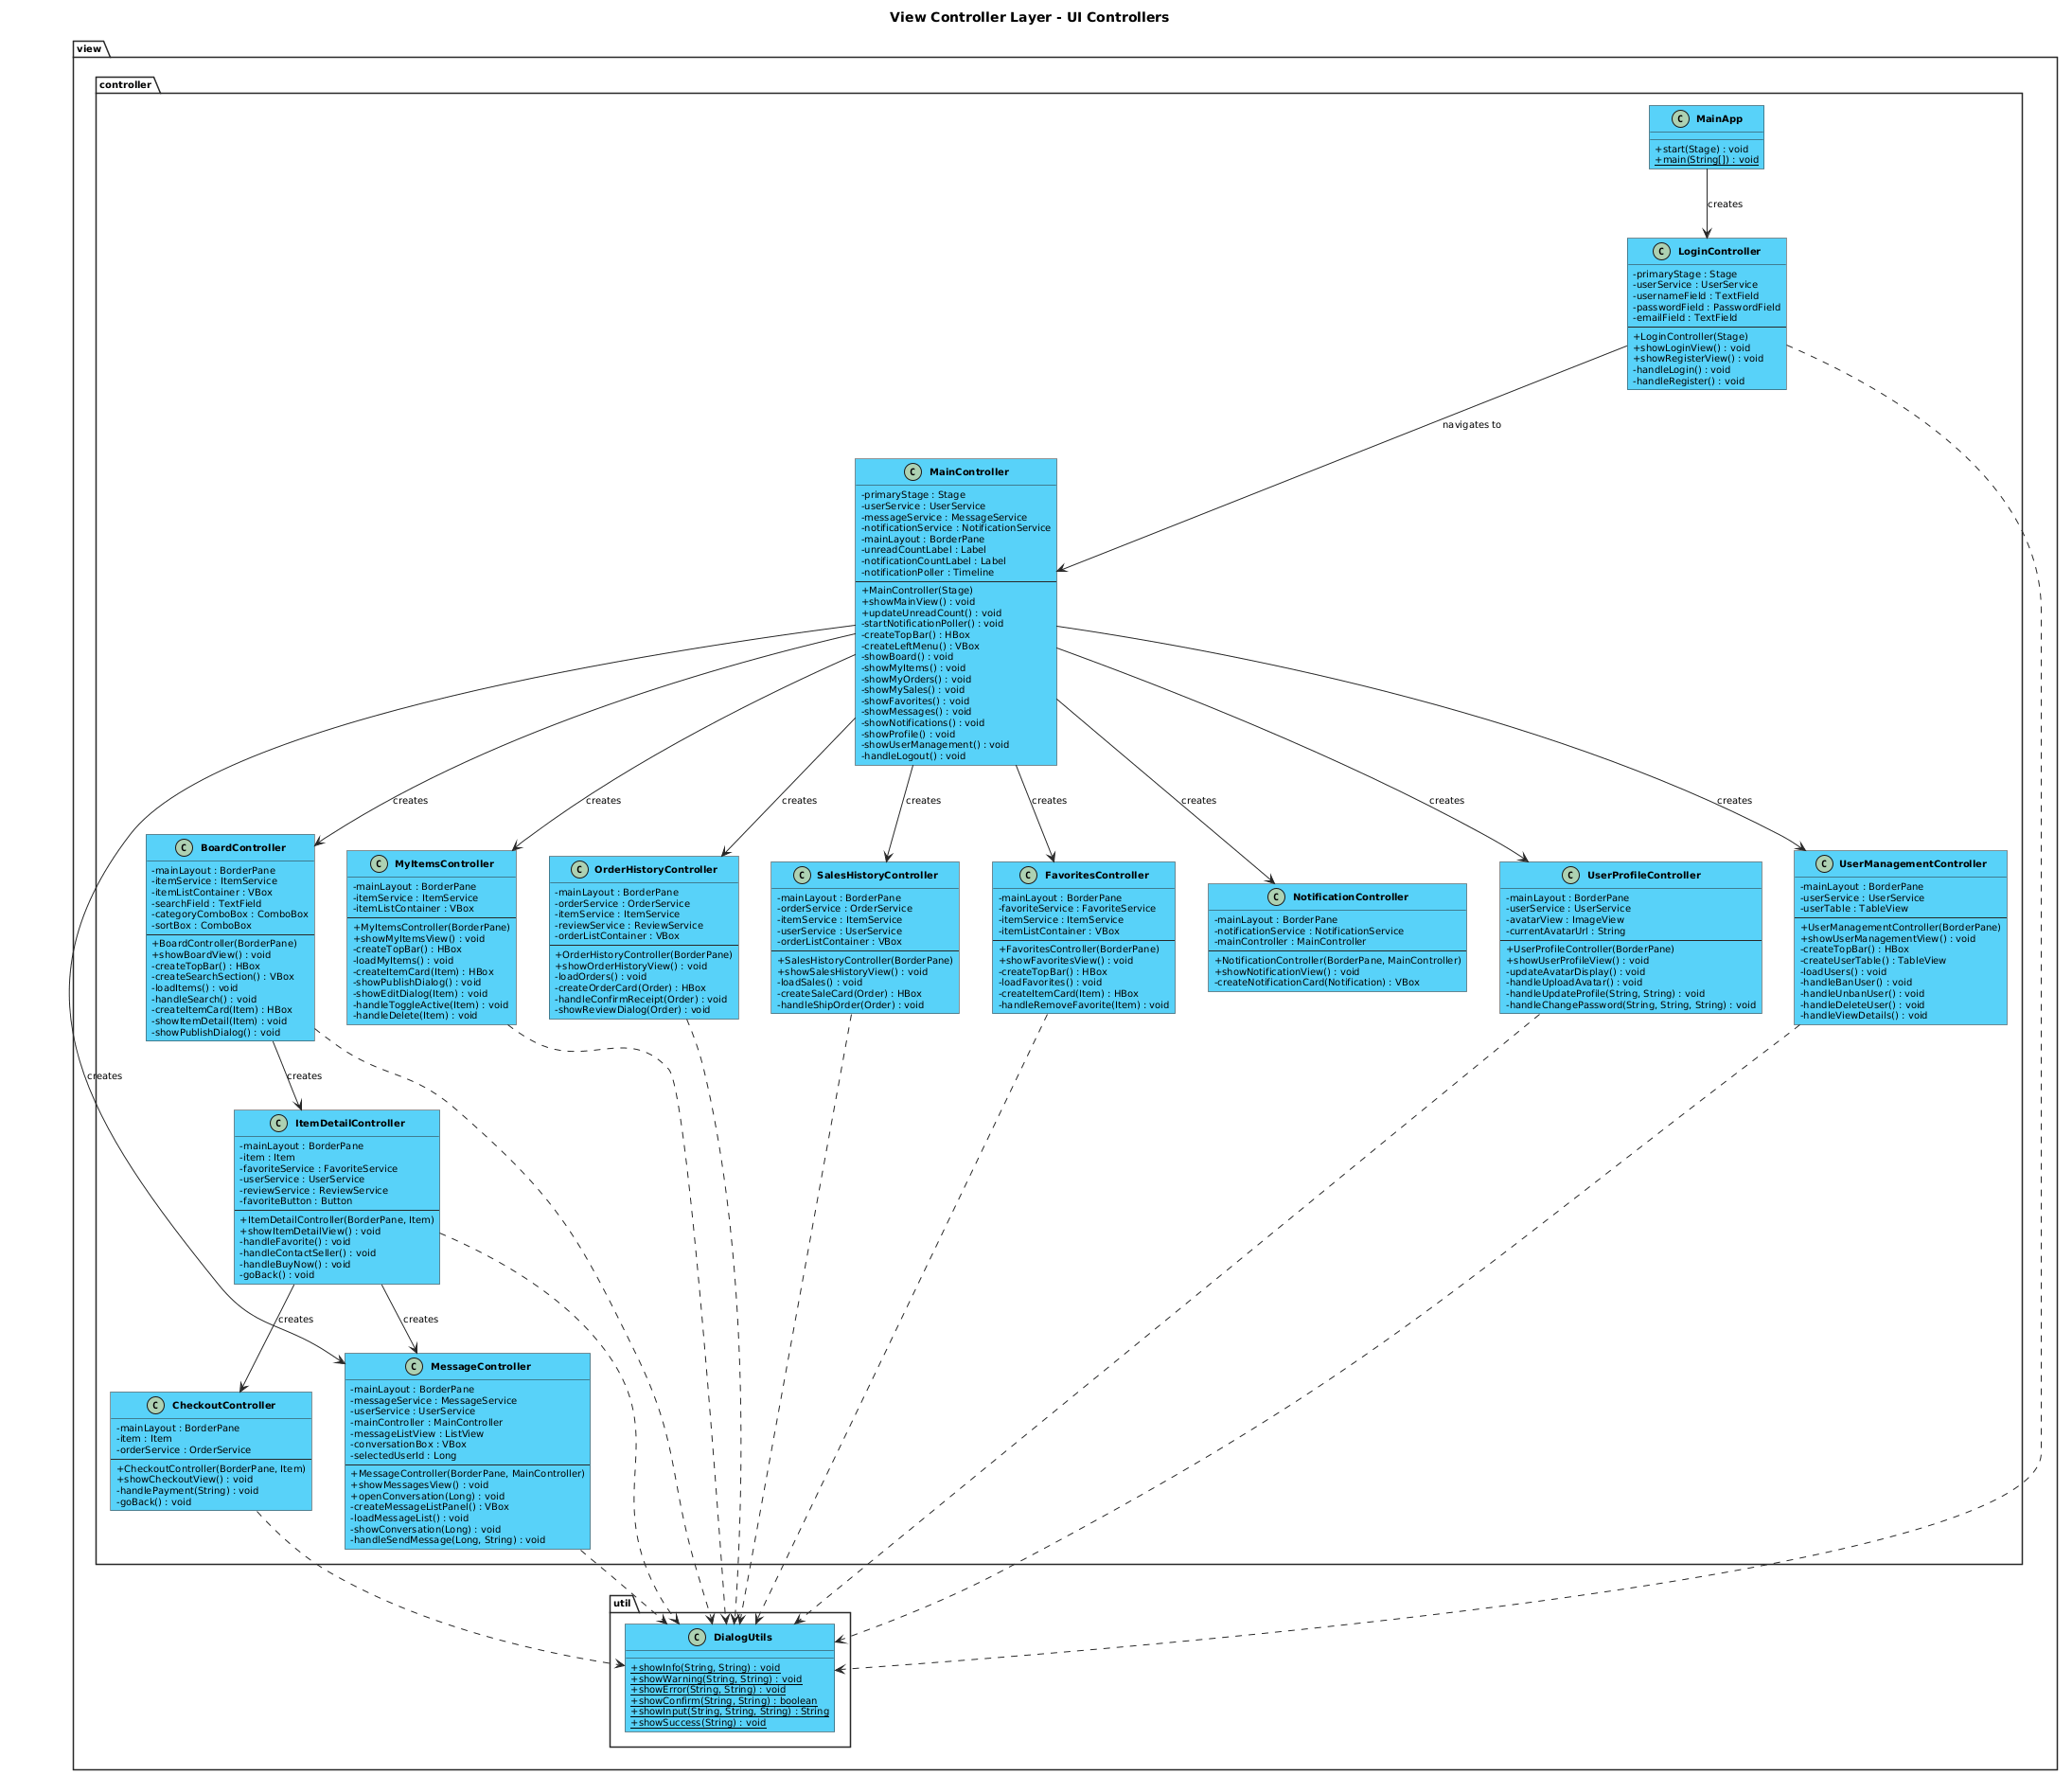 View Controller Layer - UI Controllers
view
controller
C MainApp
+start(Stage) : void
+main(String[]) : void
creates
C LoginController
-primaryStage : Stage
-userService : UserService
-usernameField : TextField
-passwordField : PasswordField
-emailField : TextField
+LoginController(Stage)
+showLoginView() : void
+showRegisterView() : void
-handleLogin() : void
-handleRegister() : void
navigates to
C MainController
-primaryStage : Stage
-userService : UserService
-messageService : MessageService
-notificationService : NotificationService
-mainLayout : BorderPane
-unreadCountLabel : Label
-notificationCountLabel : Label
-notificationPoller : Timeline
+MainController(Stage)
+showMainView() : void
+updateUnreadCount() : void
-startNotificationPoller() : void
-createTopBar() : HBox
-createLeftMenu() : VBox
-showBoard() : void
-showMyItems() : void
-showMyOrders() : void
-showMySales() : void
-showFavorites() : void
-showMessages() : void
-showNotifications() : void
-showProfile() : void
-showUserManagement() : void
-handleLogout() : void
creates
creates
creates
creates
creates
creates
creates
creates
C BoardController
-mainLayout : BorderPane
-itemService : ItemService
-itemListContainer : VBox
-searchField : TextField
-categoryComboBox : ComboBox
-sortBox : ComboBox
+BoardController(BorderPane)
+showBoardView() : void
-createTopBar() : HBox
-createSearchSection() : VBox
-loadItems() : void
-handleSearch() : void
-createItemCard(Item) : HBox
-showItemDetail(Item) : void
-showPublishDialog() : void
C MyItemsController
-mainLayout : BorderPane
-itemService : ItemService
-itemListContainer : VBox
+MyItemsController(BorderPane)
+showMyItemsView() : void
-createTopBar() : HBox
-loadMyItems() : void
-createItemCard(Item) : HBox
-showPublishDialog() : void
-showEditDialog(Item) : void
-handleToggleActive(Item) : void
-handleDelete(Item) : void
C OrderHistoryController
-mainLayout : BorderPane
-orderService : OrderService
-itemService : ItemService
-reviewService : ReviewService
-orderListContainer : VBox
+OrderHistoryController(BorderPane)
+showOrderHistoryView() : void
-loadOrders() : void
-createOrderCard(Order) : HBox
-handleConfirmReceipt(Order) : void
-showReviewDialog(Order) : void
C SalesHistoryController
-mainLayout : BorderPane
-orderService : OrderService
-itemService : ItemService
-userService : UserService
-orderListContainer : VBox
+SalesHistoryController(BorderPane)
+showSalesHistoryView() : void
-loadSales() : void
-createSaleCard(Order) : HBox
-handleShipOrder(Order) : void
C FavoritesController
-mainLayout : BorderPane
-favoriteService : FavoriteService
-itemService : ItemService
-itemListContainer : VBox
+FavoritesController(BorderPane)
+showFavoritesView() : void
-createTopBar() : HBox
-loadFavorites() : void
-createItemCard(Item) : HBox
-handleRemoveFavorite(Item) : void
C NotificationController
-mainLayout : BorderPane
-notificationService : NotificationService
-mainController : MainController
+NotificationController(BorderPane, MainController)
+showNotificationView() : void
-createNotificationCard(Notification) : VBox
C UserProfileController
-mainLayout : BorderPane
-userService : UserService
-avatarView : ImageView
-currentAvatarUrl : String
+UserProfileController(BorderPane)
+showUserProfileView() : void
-updateAvatarDisplay() : void
-handleUploadAvatar() : void
-handleUpdateProfile(String, String) : void
-handleChangePassword(String, String, String) : void
C UserManagementController
-mainLayout : BorderPane
-userService : UserService
-userTable : TableView
+UserManagementController(BorderPane)
+showUserManagementView() : void
-createTopBar() : HBox
-createUserTable() : TableView
-loadUsers() : void
-handleBanUser() : void
-handleUnbanUser() : void
-handleDeleteUser() : void
-handleViewDetails() : void
creates
creates
C ItemDetailController
-mainLayout : BorderPane
-item : Item
-favoriteService : FavoriteService
-userService : UserService
-reviewService : ReviewService
-favoriteButton : Button
+ItemDetailController(BorderPane, Item)
+showItemDetailView() : void
-handleFavorite() : void
-handleContactSeller() : void
-handleBuyNow() : void
-goBack() : void
creates
creates
C CheckoutController
-mainLayout : BorderPane
-item : Item
-orderService : OrderService
+CheckoutController(BorderPane, Item)
+showCheckoutView() : void
-handlePayment(String) : void
-goBack() : void
C MessageController
-mainLayout : BorderPane
-messageService : MessageService
-userService : UserService
-mainController : MainController
-messageListView : ListView
-conversationBox : VBox
-selectedUserId : Long
+MessageController(BorderPane, MainController)
+showMessagesView() : void
+openConversation(Long) : void
-createMessageListPanel() : VBox
-loadMessageList() : void
-showConversation(Long) : void
-handleSendMessage(Long, String) : void
util
C DialogUtils
+showInfo(String, String) : void
+showWarning(String, String) : void
+showError(String, String) : void
+showConfirm(String, String) : boolean
+showInput(String, String, String) : String
+showSuccess(String) : void